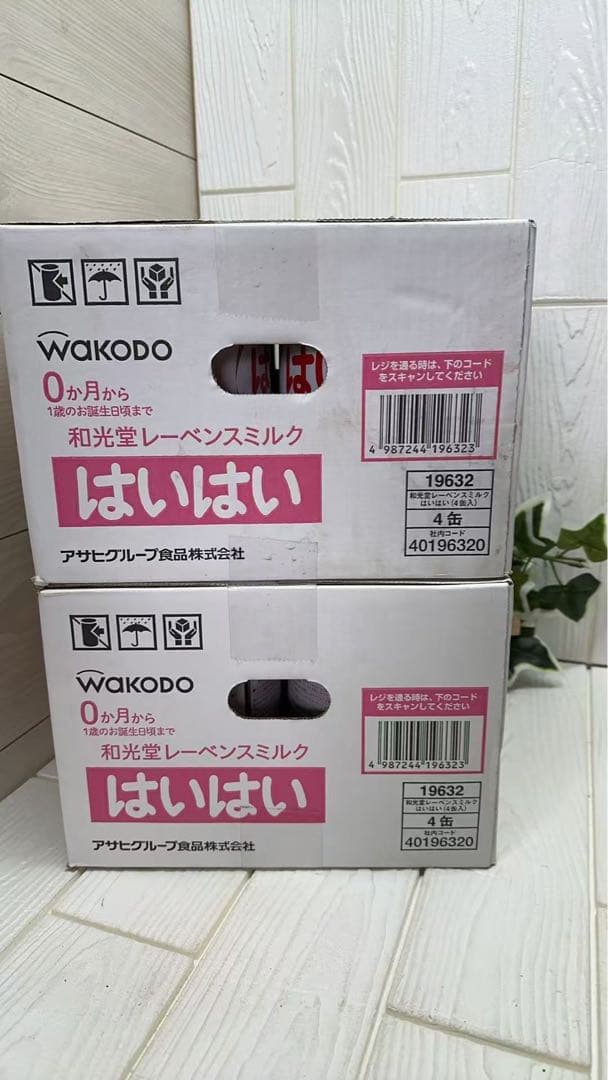 wakodo
0か月から
1歳のお誕生日頃まで
和光堂レーベンスミルク
はいはい
アサヒグループ食品株式会社
はい
レジを通る時は、下のコード
をスキャンしてください
4 987244 196323
19632
和光堂レーベンスミルク
はいはい(4缶入)
4缶
社内コード
40196320
wakodo
0か月から
1歳のお誕生日頃まで
和光堂レーベンスミルク
はいはい
アサヒグループ食品株式会社
レジを通る時は、下のコード
をスキャンしてください
4 987244 196323
19632
和光堂レーベンスミルク
はいはい(4缶入)
4缶
社内コード
40196320